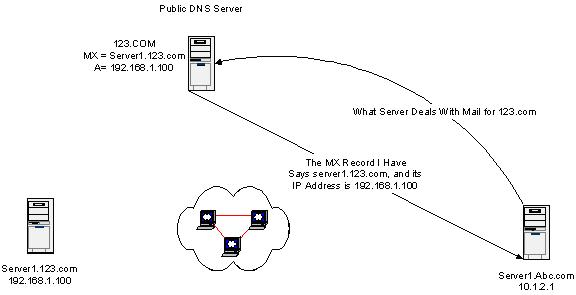 Public DNS Server
123.COM
MX = Server1.123.com
A= 192.168.1.100
What Server Deals With Mail for 123.com
The MX Record I Have
Says server1.123.com, and its
IP Address is 192.168.1.100
Server1.123.com
192.168.1.100
Server1.Abc.com
10.1.2.1